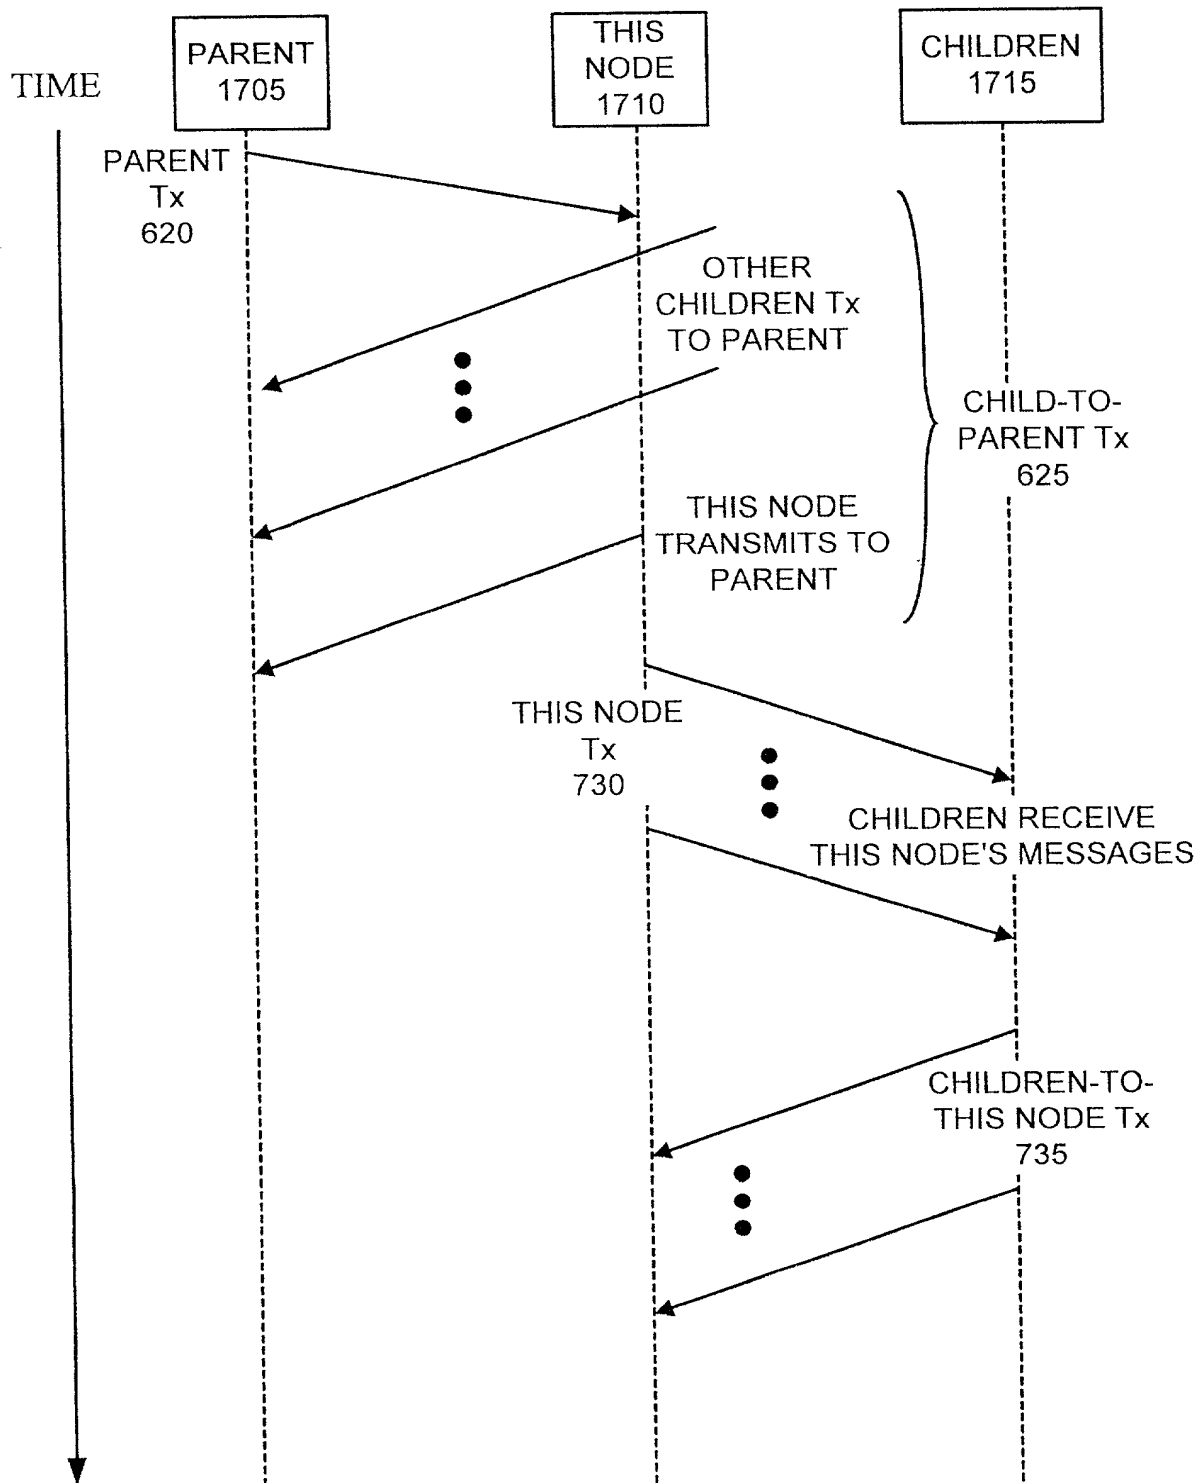 TIME
PARENT
1705
THIS
NODE
1710
CHILDREN
1715
PARENT
Tx
620
OTHER
CHILDREN Tx
TO PARENT
CHILD-TO-
PARENT Tx
625
THIS NODE
TRANSMITS TO
PARENT
THIS NODE
Tx
730
CHILDREN RECEIVE
THIS NODE'S MESSAGES
CHILDREN-TO-
THIS NODE Tx
735